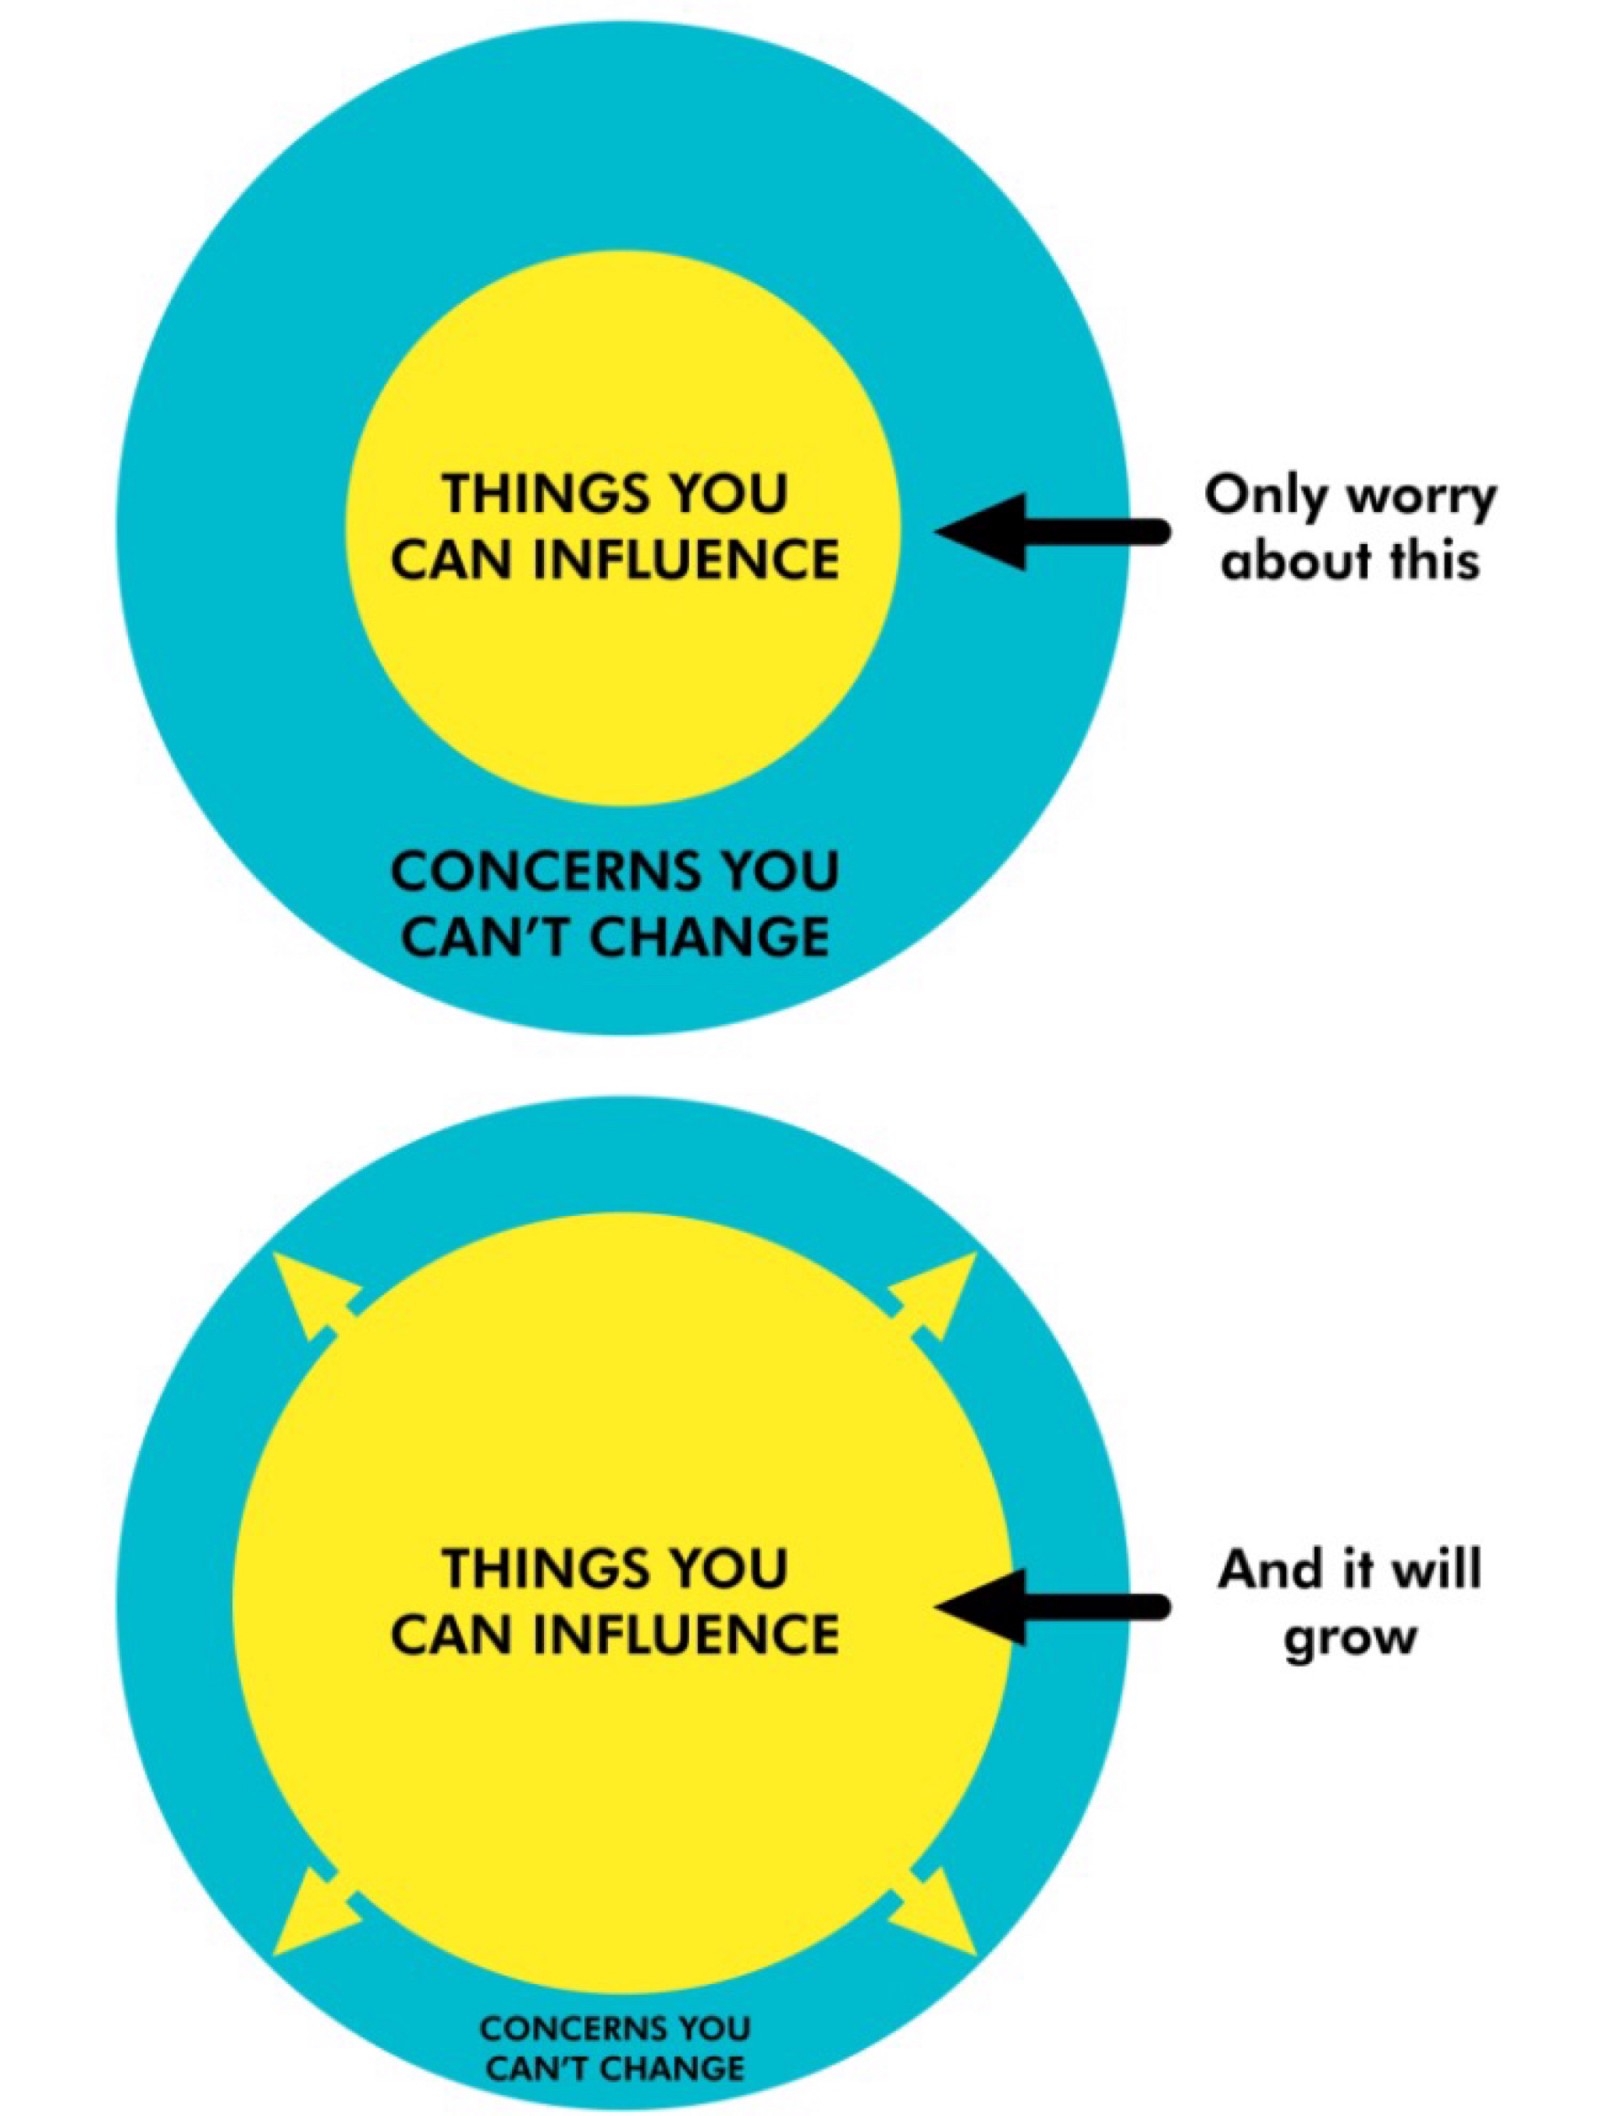 THINGS YOU
CAN INFLUENCE
Only worry
about this
CONCERNS YOU
CAN'T CHANGE
THINGS YOU
CAN INFLUENCE
And it will
grow
CONCERNS YOU
CAN'T CHANGE